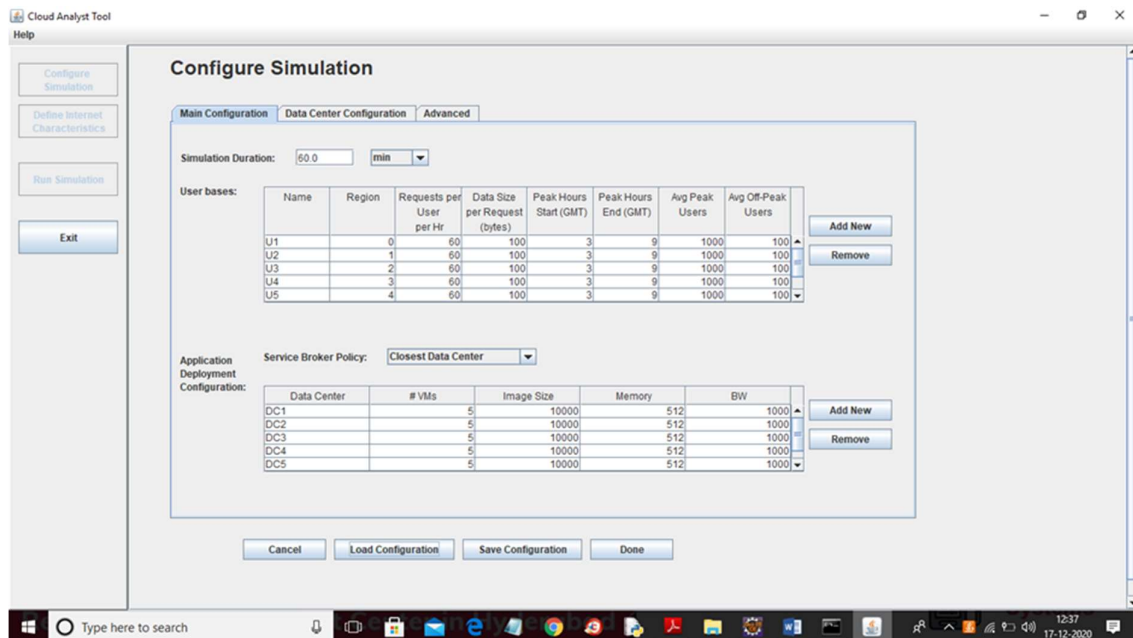 Cloud Analyst Tool
Help
Configure Simulation
Define Internet Characteristics
Run Simulation
Exit
Configure Simulation
Main Configuration Data Center Configuration Advanced
Simulation Duration: 60.0 min
User bases:
Name Region Requests per User per Hr Data Size per Request (bytes) Peak Hours Start (GMT) Peak Hours End (GMT) Avg Peak Users Avg Off-Peak Users
U1 0 60 100 3 9 1000 100
U2 1 60 100 3 9 1000 100
U3 2 60 100 3 9 1000 100
U4 3 60 100 3 9 1000 100
U5 4 60 100 3 9 1000 100
Add New
Remove
Application Deployment Configuration:
Service Broker Policy: Closest Data Center
Data Center # VMs Image Size Memory BW
DC1 5 10000 512 1000
DC2 5 10000 512 1000
DC3 5 10000 512 1000
DC4 5 10000 512 1000
DC5 5 10000 512 1000
Add New
Remove
Cancel Load Configuration Save Configuration Done
Type here to search
12:37
17-12-2020